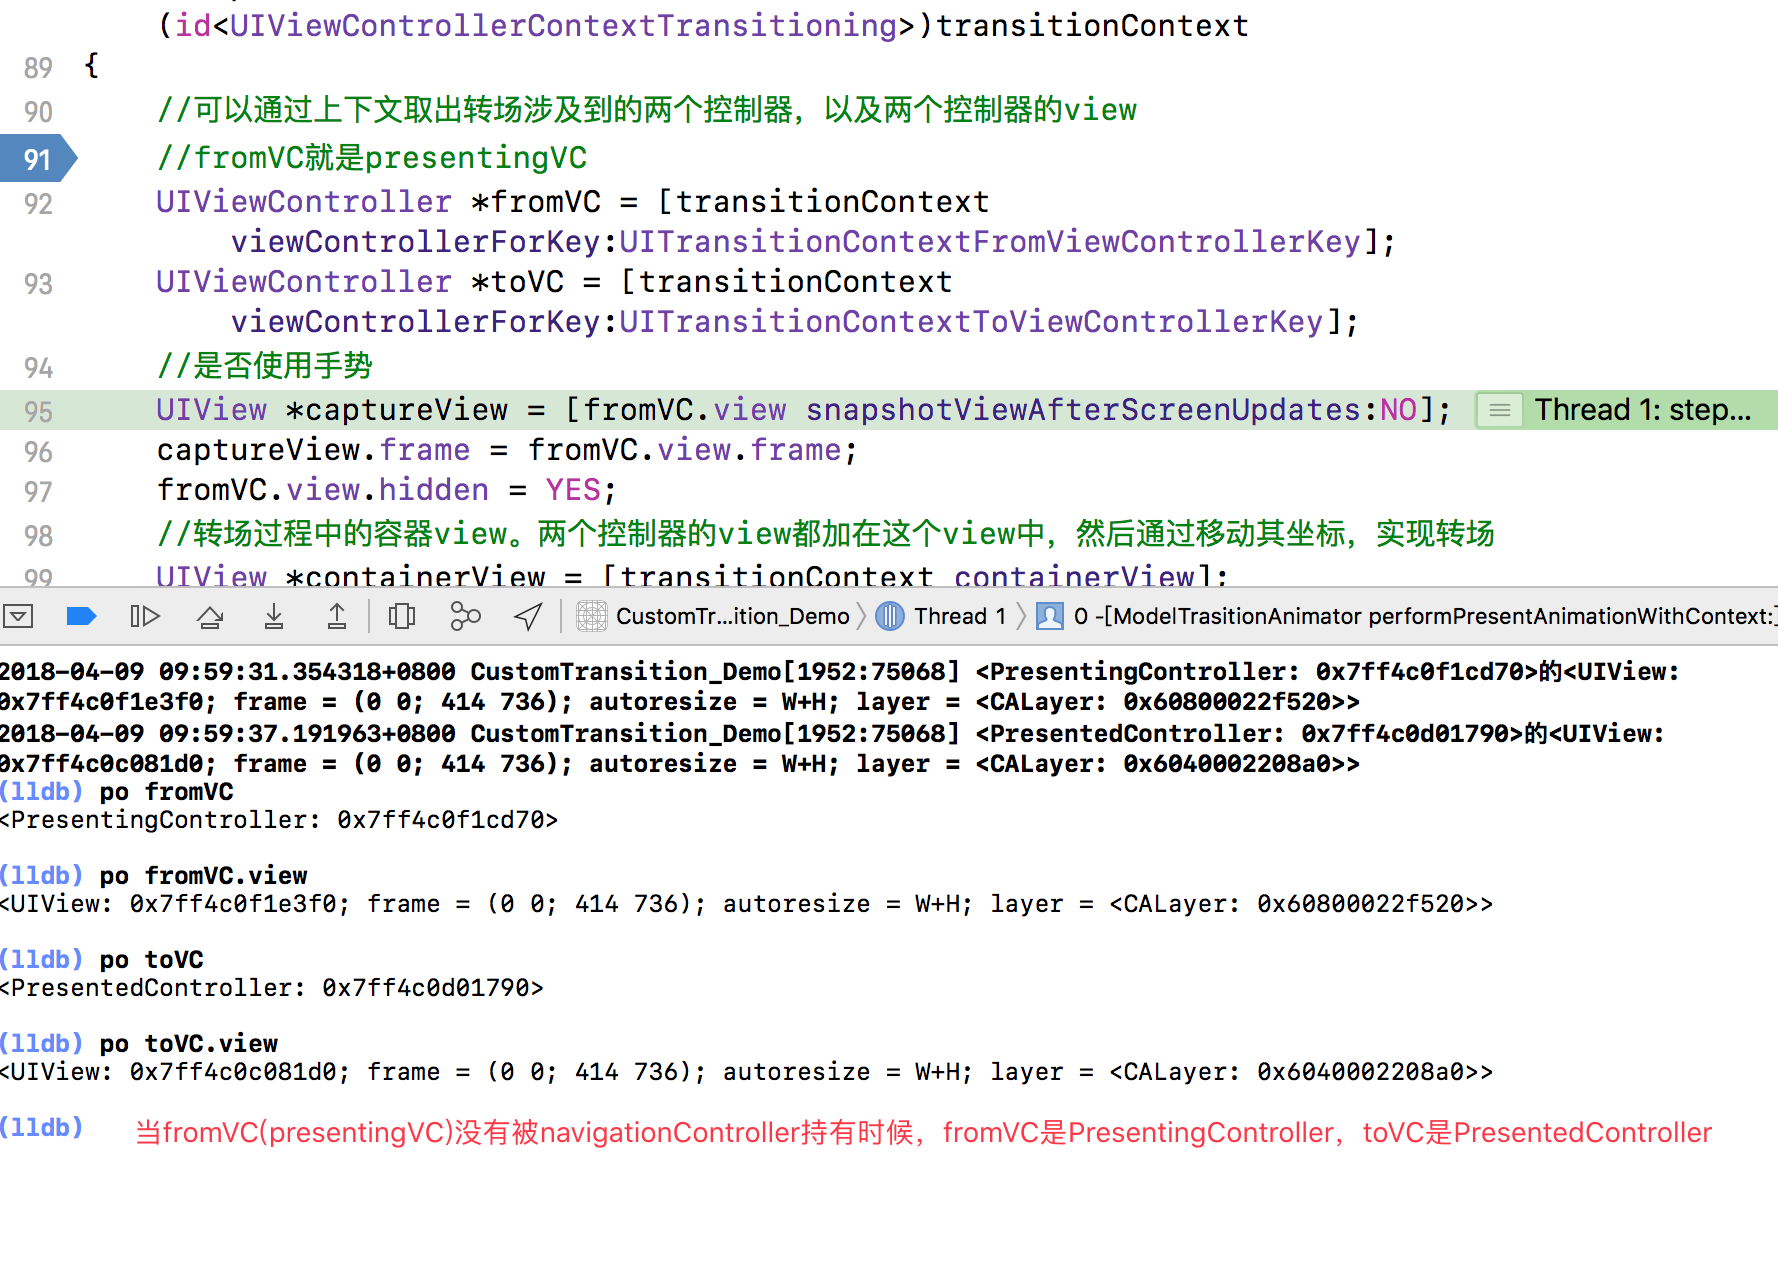 (id<UIViewControllerContextTransitioning>)transitionContext
89 {
90 //可以通过上下文取出转场涉及到的两个控制器，以及两个控制器的view
91 //fromVC就是presentingVC
92 UIViewController *fromVC = [transitionContext
viewControllerForKey:UITransitionContextFromViewControllerKey];
93 UIViewController *toVC = [transitionContext
viewControllerForKey:UITransitionContextToViewControllerKey];
94 //是否使用手势
95 UIView *captureView = [fromVC.view snapshotViewAfterScreenUpdates:NO]; Thread 1: step...
96 captureView.frame = fromVC.view.frame;
97 fromVC.view.hidden = YES;
98 //转场过程中的容器view。两个控制器的view都加在这个view中，然后通过移动其坐标，实现转场
99 UIView *containerView = [transitionContext containerView];
CustomTr...ition_Demo Thread 1 0 -[ModelTrasitionAnimator performPresentAnimationWithContext:]
2018-04-09 09:59:31.354318+0800 CustomTransition_Demo[1952:75068] <PresentingController: 0x7ff4c0f1cd70>的<UIView:
0x7ff4c0f1e3f0; frame = (0 0; 414 736); autoresize = W+H; layer = <CALayer: 0x60800022f520>>
2018-04-09 09:59:37.191963+0800 CustomTransition_Demo[1952:75068] <PresentedController: 0x7ff4c0d01790>的<UIView:
0x7ff4c0c081d0; frame = (0 0; 414 736); autoresize = W+H; layer = <CALayer: 0x6040002208a0>>
(lldb) po fromVC
<PresentingController: 0x7ff4c0f1cd70>
(lldb) po fromVC.view
<UIView: 0x7ff4c0f1e3f0; frame = (0 0; 414 736); autoresize = W+H; layer = <CALayer: 0x60800022f520>>
(lldb) po toVC
<PresentedController: 0x7ff4c0d01790>
(lldb) po toVC.view
<UIView: 0x7ff4c0c081d0; frame = (0 0; 414 736); autoresize = W+H; layer = <CALayer: 0x6040002208a0>>
(lldb) 当fromVC(presentingVC)没有被navigationController持有时候，fromVC是PresentingController，toVC是PresentedController